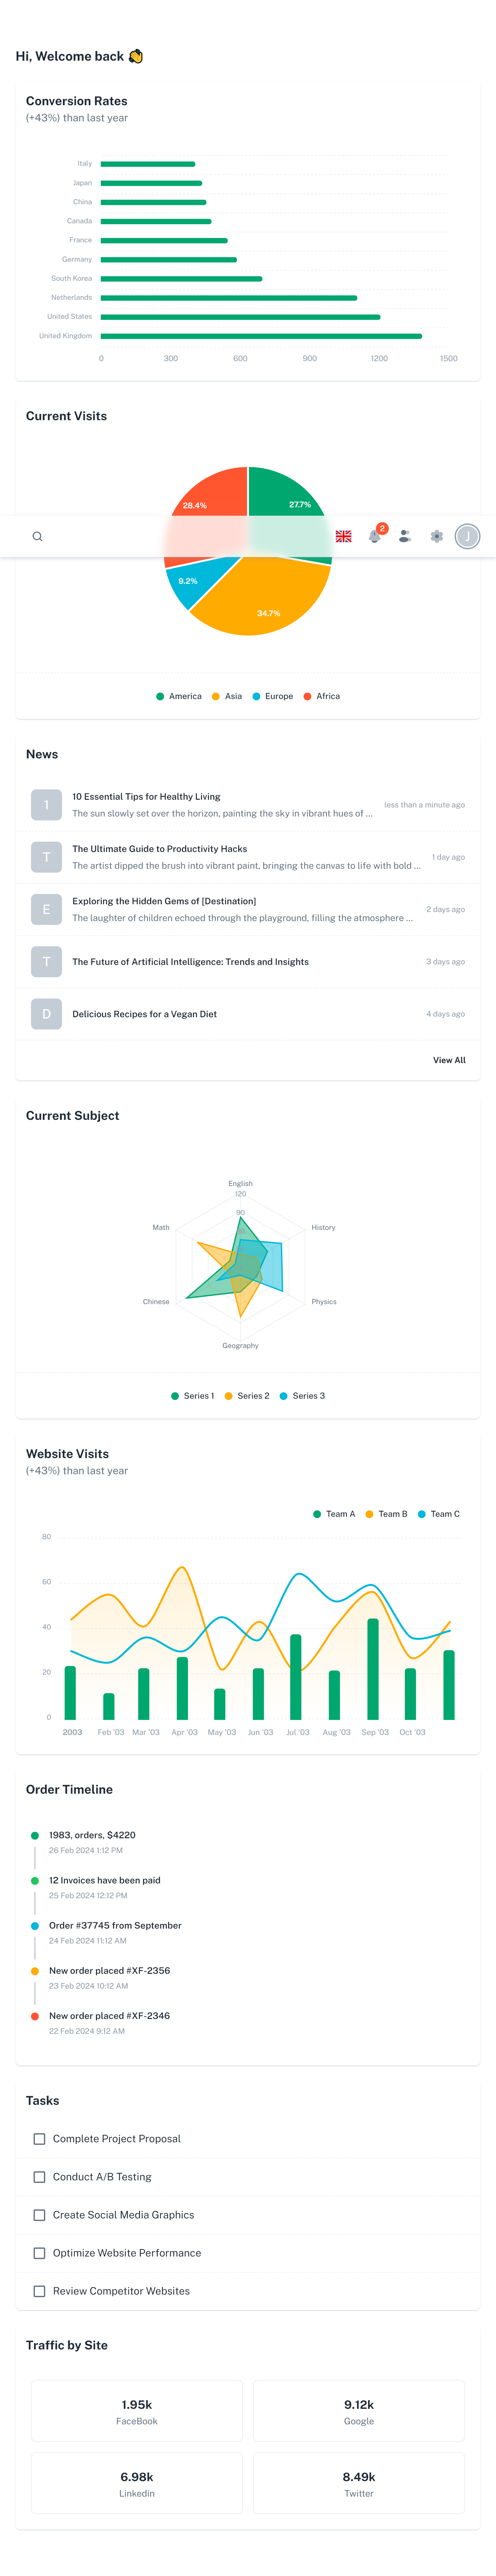 Hi, Welcome back 👋
Conversion Rates
(+43%) than last year
Italy
Japan
China
Canada
France
Germany
South Korea
Netherlands
United States
United Kingdom
0 300 600 900 1200 1500
Current Visits
28.4% 27.7%
2 J
9.2%
34.7%
America Asia Europe Africa
News
1
10 Essential Tips for Healthy Living
The sun slowly set over the horizon, painting the sky in vibrant hues of ...
less than a minute ago
T
The Ultimate Guide to Productivity Hacks
The artist dipped the brush into vibrant paint, bringing the canvas to life with bold ...
1 day ago
E
Exploring the Hidden Gems of [Destination]
The laughter of children echoed through the playground, filling the atmosphere ...
2 days ago
T
The Future of Artificial Intelligence: Trends and Insights
3 days ago
D
Delicious Recipes for a Vegan Diet
4 days ago
View All
Current Subject
English
120
90
Math
History
Chinese
Physics
Geography
Series 1 Series 2 Series 3
Website Visits
(+43%) than last year
Team A Team B Team C
80
60
40
20
0
2003 Feb '03 Mar '03 Apr '03 May '03 Jun '03 Jul '03 Aug '03 Sep '03 Oct '03
Order Timeline
1983, orders, $4220
26 Feb 2024 1:12 PM
12 Invoices have been paid
25 Feb 2024 12:12 PM
Order #37745 from September
24 Feb 2024 11:12 AM
New order placed #XF-2356
23 Feb 2024 10:12 AM
New order placed #XF-2346
22 Feb 2024 9:12 AM
Tasks
Complete Project Proposal
Conduct A/B Testing
Create Social Media Graphics
Optimize Website Performance
Review Competitor Websites
Traffic by Site
1.95k
FaceBook
9.12k
Google
6.98k
Linkedin
8.49k
Twitter